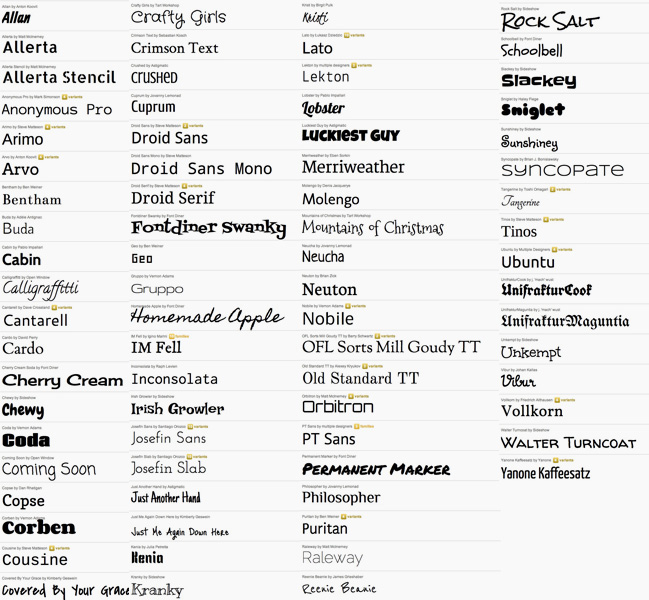 Allan by Anton Koovit
Allan
Allerta by Matt McInerney
Allerta
Allerta Stencil by Matt McInerney
Allerta Stencil
Anonymous Pro by Mark Simonson variants
Anonymous Pro
Arimo by Steve Matteson variants
Arimo
Arvo by Anton Koovit variants
Arvo
Bentham by Ben Weiner
Bentham
Buda by Adèle Antignac
Buda
Cabin by Pablo Impallari
Cabin
Calligraffitti by Open Window
Calligraffitti
Cantarell by Dave Crossland variants
Cantarell
Cardo by David Perry
Cardo
Cherry Cream Soda by Font Diner
Cherry Cream
Chewy by Sideshow
Chewy
Coda by Vernon Adams
Coda
Coming Soon by Open Window
Coming Soon
Copse by Dan Rhatigan
Copse
Corben by Vernon Adams
Corben
Cousine by Steve Matteson variants
Cousine
Covered By Your Grace by Kimberly Geswein
Covered By Your Grace
Crafty Girls by Tart Workshop
Crafty Girls
Crimson Text by Sebastian Kosch
Crimson Text
Crushed by Astigmatic
Crushed
Cuprum by Jovanny Lemonad
Cuprum
Droid Sans by Steve Matteson variants
Droid Sans
Droid Sans Mono by Steve Matteson
Droid Sans Mono
Droid Serif by Steve Matteson variants
Droid Serif
Fontdiner Swanky by Font Diner
Fontdiner Swanky
Geo by Ben Weiner
Geo
Gruppo by Vernon Adams
Gruppo
Homemade Apple by Font Diner
Homemade Apple
IM Fell by Igino Marini families
IM Fell
Inconsolata by Raph Levien
Inconsolata
Irish Growler by Sideshow
Irish Growler
Josefin Sans by Santiago Orozco variants
Josefin Sans
Josefin Slab by Santiago Orozco variants
Josefin Slab
Just Another Hand by Astigmatic
Just Another Hand
Just Me Again Down Here by Kimberly Geswein
Just Me Again Down Here
Kenia by Julia Petretta
Kenia
Kranky by Sideshow
Kranky
Kristi by Birgit Pulk
Kristi
Lato by Lukasz Dziedzic variants
Lato
Lekton by multiple designers variants
Lekton
Lobster by Pablo Impallari
Lobster
Luckiest Guy by Astigmatic
Luckiest Guy
Merriweather by Eben Sorkin
Merriweather
Molengo by Denis Jacquerye
Molengo
Mountains of Christmas by Tart Workshop
Mountains of Christmas
Neucha by Jovanny Lemonad
Neucha
Neuton by Brian Zick
Neuton
Nobile by Vernon Adams variants
Nobile
OFL Sorts Mill Goudy by Barry Schwartz variants
OFL Sorts Mill Goudy TT
Old Standard TT by Alexey Kryukov variants
Old Standard TT
Orbitron by Matt McInerney variants
Orbitron
PT Sans by multiple designers families
PT Sans
Permanent Marker by Font Diner
Permanent Marker
Philosopher by Jovanny Lemonad
Philosopher
Puritan by Ben Weiner variants
Puritan
Raleway by Matt McInerney
Raleway
Reenie Beanie by James Grieshaber
Reenie Beanie
Rock Salt by Sideshow
Rock Salt
Schoolbell by Font Diner
Schoolbell
Slackey by Sideshow
Slackey
Sniglet by Haley Fiege
Sniglet
Sunshiney by Sideshow
Sunshiney
Syncopate by Brian J. Bonislawsky
Syncopate
Tangerine by Toshi Omagari variants
Tangerine
Tinos by Steve Matteson variants
Tinos
Ubuntu by Multiple Designers variants
Ubuntu
UnifrakturCook by j. 'mach' wust
UnifrakturCook
UnifrakturMaguntia by j. 'mach' wust
UnifrakturMaguntia
Unkempt by Sideshow
Unkempt
Vibur by Johan Kallas
Vibur
Vollkorn by Friedrich Althausen variants
Vollkorn
Walter Turncoat by Sideshow
Walter Turncoat
Yanone Kaffeesatz by Yanone variants
Yanone Kaffeesatz